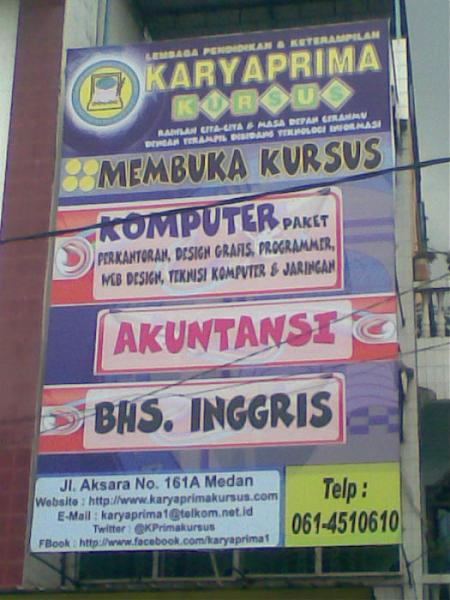 LEMBAGA PENDIDIKAN & KETERAMPILAN
KARYAPRIMA
KURSUS
RAIHLAH CITA-CITA & MASA DEPAN CERAHMU
DENGAN TERAMPIL DIBIDANG TEKNOLOGI INFORMASI
MEMBUKA KURSUS
KOMPUTER PAKET
PERKANTORAN, DESIGN GRAFIS, PROGRAMMER,
WEB DESIGN, TEKNISI KOMPUTER & JARINGAN
AKUNTANSI
BHS. INGGRIS
Jl. Aksara No. 161A Medan
Website : http://www.karyaprimakursus.com
E-Mail : karyaprima1@telkom.net.id
Twitter : @KPrimakursus
FBook : http://www.facebook.com/karyaprima1
Telp :
061-4510610